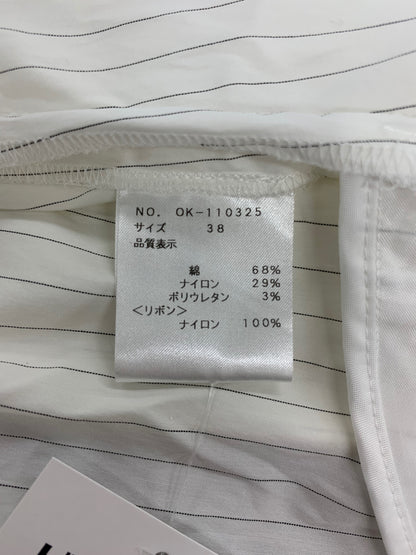 NO. OK-110325
サイズ 38
品質表示
綿 68%
ナイロン 29%
ポリウレタン 3%
<リボン>
ナイロン 100%